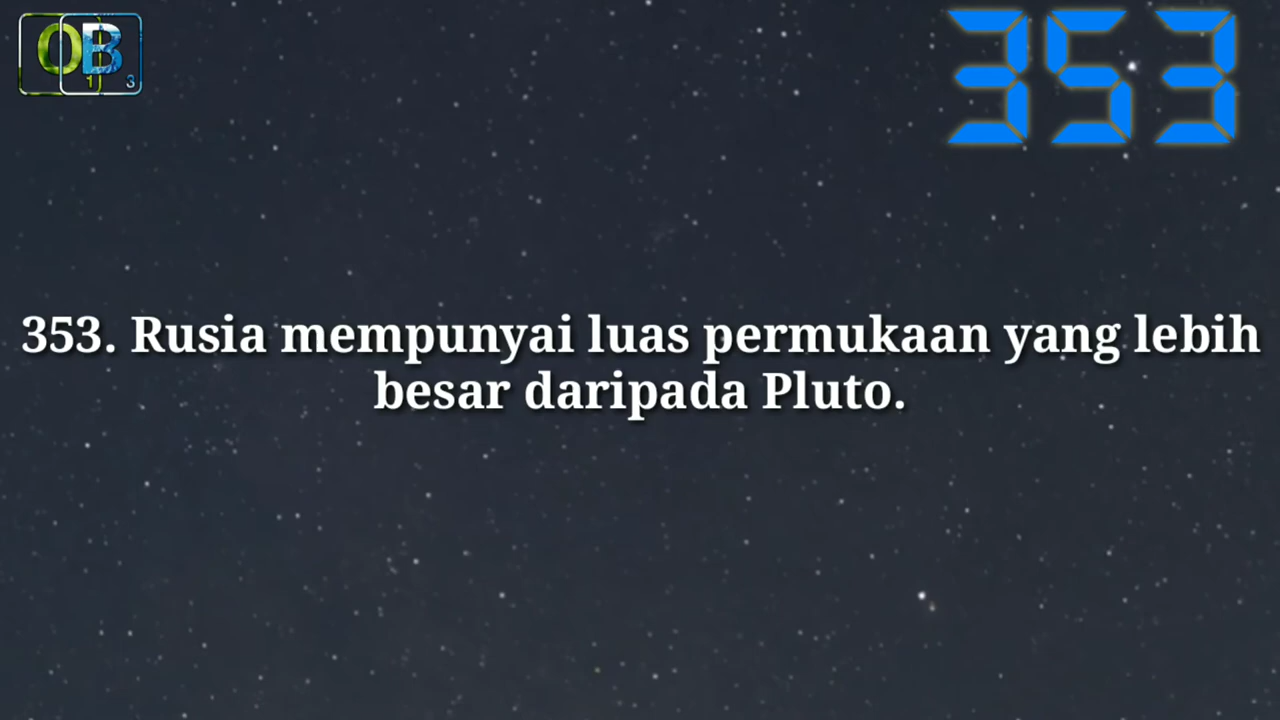 OB
1 3
353
353. Rusia mempunyai luas permukaan yang lebih
besar daripada Pluto.